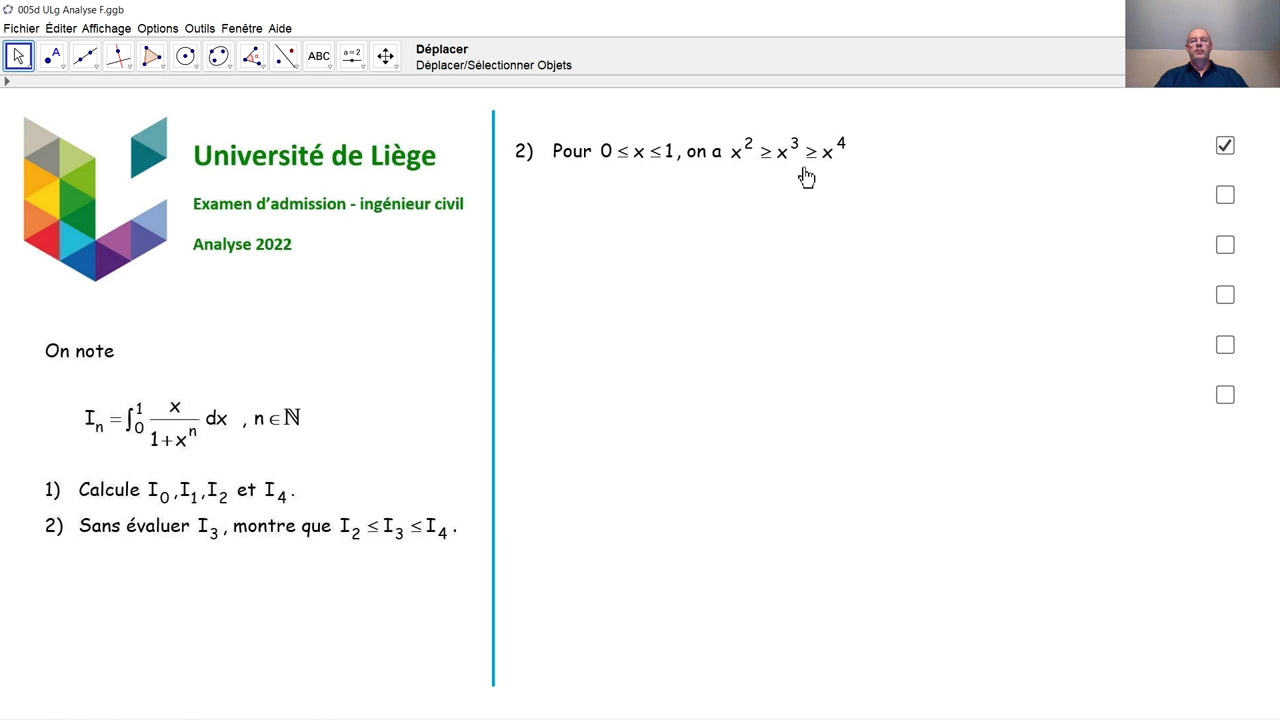 005d ULg Analyse F.ggb
Fichier Éditer Affichage Options Outils Fenêtre Aide
A
ABC
a=2
Déplacer
Déplacer/Sélectionner Objets
Université de Liège
Examen d’admission - ingénieur civil
Analyse 2022
On note
Iₙ = ∫₀¹ x/(1+xⁿ) dx , n ∈ ℕ
1) Calcule I₀ ,I₁ ,I₂ et I₄ .
2) Sans évaluer I₃ , montre que I₂ ≤ I₃ ≤ I₄ .
2) Pour 0 ≤ x ≤ 1 , on a x² ≥ x³ ≥ x⁴